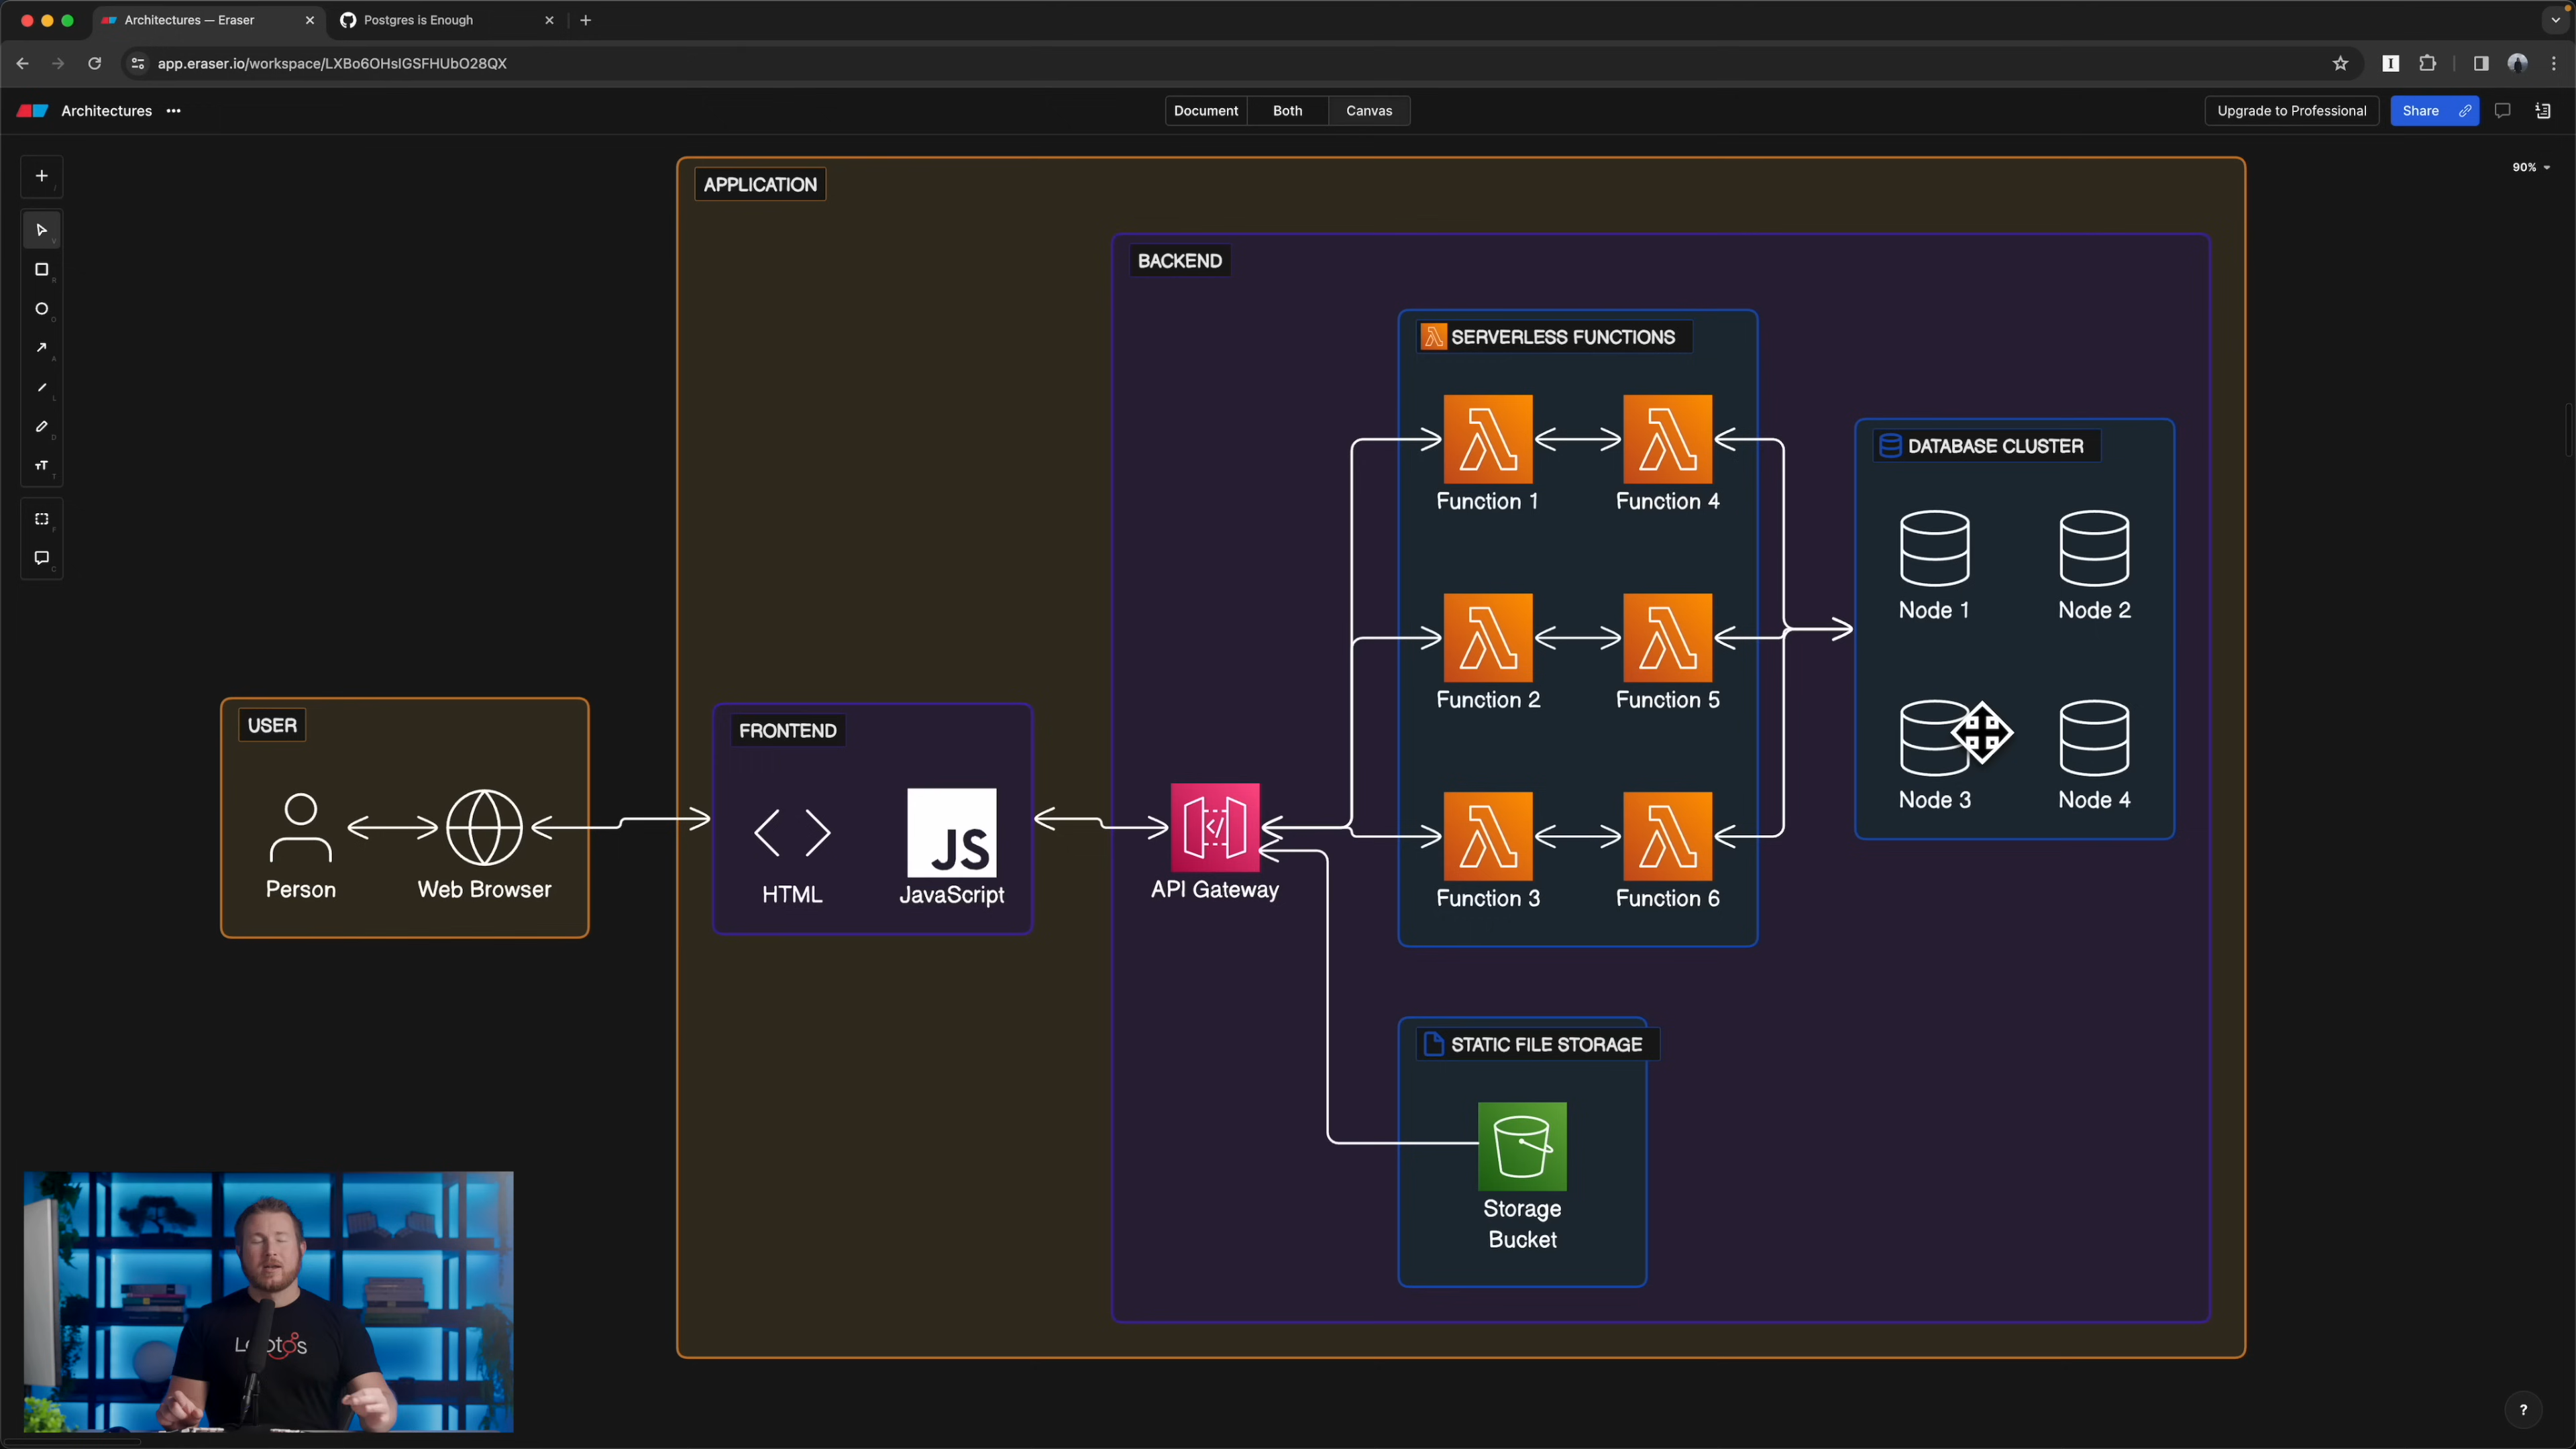 Architectures — Eraser
Postgres is Enough
app.eraser.io/workspace/LXBo6OHsIGSFHUbO28QX
Architectures
Document
Both
Canvas
Upgrade to Professional
Share
90%
APPLICATION
BACKEND
SERVERLESS FUNCTIONS
Function 1
Function 4
DATABASE CLUSTER
Node 1
Node 2
Function 2
Function 5
USER
FRONTEND
Node 3
Node 4
Person
Web Browser
HTML
JS
JavaScript
API Gateway
Function 3
Function 6
STATIC FILE STORAGE
Storage
Bucket
?